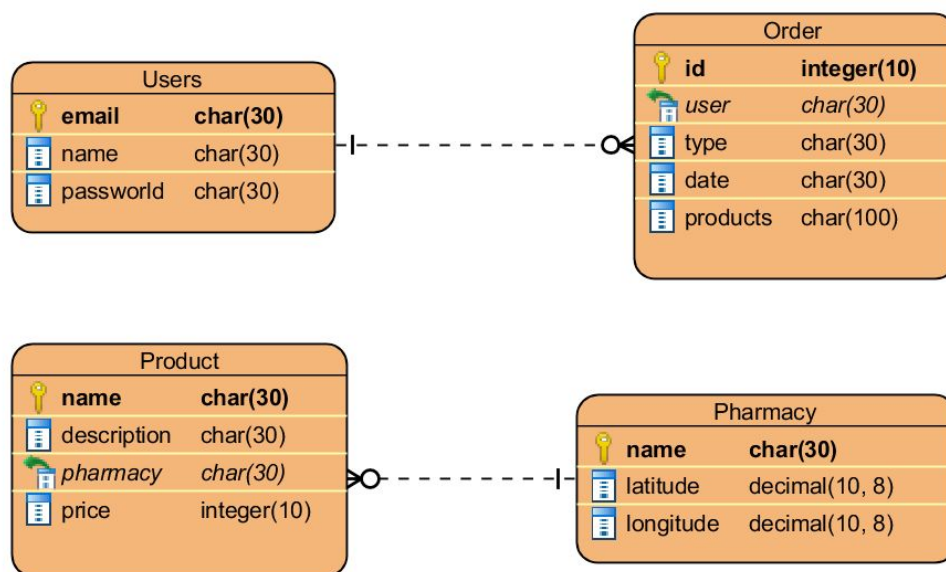 Users
email char(30)
name char(30)
passworld char(30)
Order
id integer(10)
user char(30)
type char(30)
date char(30)
products char(100)
Product
name char(30)
description char(30)
pharmacy char(30)
price integer(10)
Pharmacy
name char(30)
latitude decimal(10, 8)
longitude decimal(10, 8)